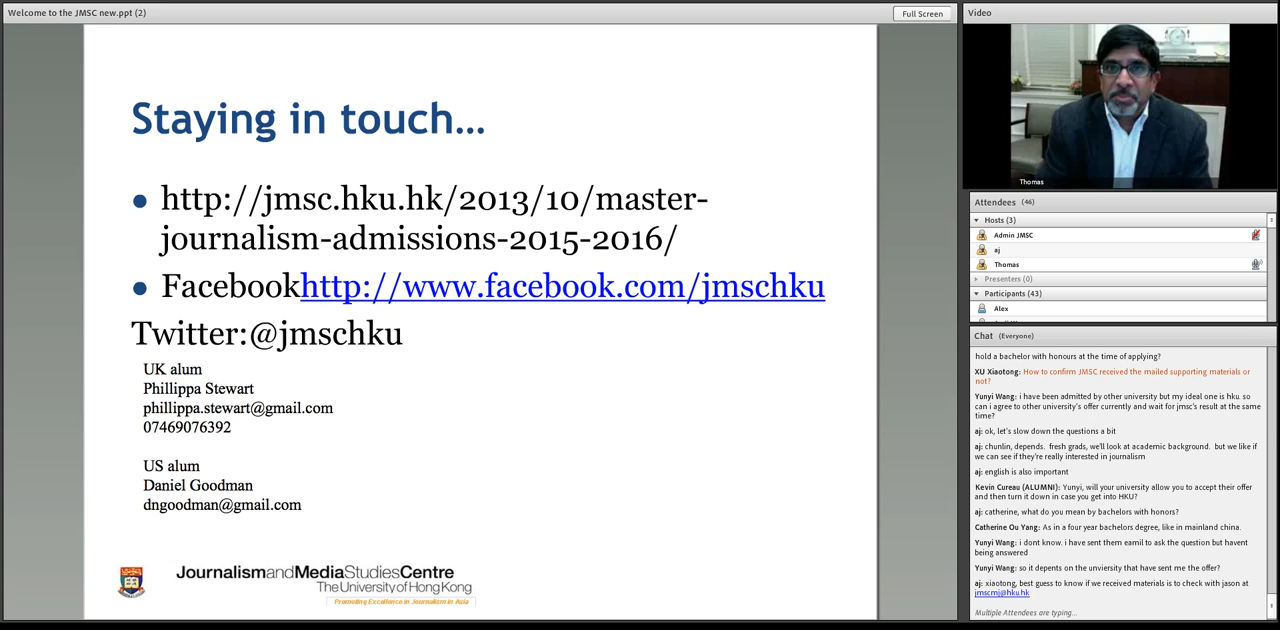 Welcome to the JMSC new.ppt (2)
Full Screen
Staying in touch...
• http://jmsc.hku.hk/2013/10/master-
journalism-admissions-2015-2016/
• Facebookhttp://www.facebook.com/jmschku
Twitter:@jmschku
UK alum
Phillippa Stewart
phillippa.stewart@gmail.com
07469076392
US alum
Daniel Goodman
dngoodman@gmail.com
JournalismandMediaStudiesCentre
The University of Hong Kong
Promoting Excellence in Journalism in Asia
Video
Thomas
Attendees (46)
Hosts (3)
Admin JMSC
aj
Thomas
Presenters (0)
Participants (43)
Alex
Chat (Everyone)
hold a bachelor with honours at the time of applying?
XU Xiaotong: How to confirm JMSC received the mailed supporting materials or
not?
Yunyi Wang: i have been admitted by other university but my ideal one is hku. so
can i agree to other university's offer currently and wait for jmsc's result at the same
time?
aj: ok, let's slow down the questions a bit
aj: chunlin, depends. fresh grads, we'll look at academic background. but we like if
we can see if they're really interested in journalism
aj: english is also important
Kevin Cureau (ALUMNI): Yunyi, will your university allow you to accept their offer
and then turn it down in case you get into HKU?
aj: catherine, what do you mean by bachelors with honors?
Catherine Ou Yang: As in a four year bachelors degree, like in mainland china.
Yunyi Wang: i dont know. i have sent them eamil to ask the question but havent
being answered
Yunyi Wang: so it depends on the unviersity that have sent me the offer?
aj: xiaotong, best guess to know if we received materials is to check with jason at
jmscmj@hku.hk
Multiple Attendees are typing...